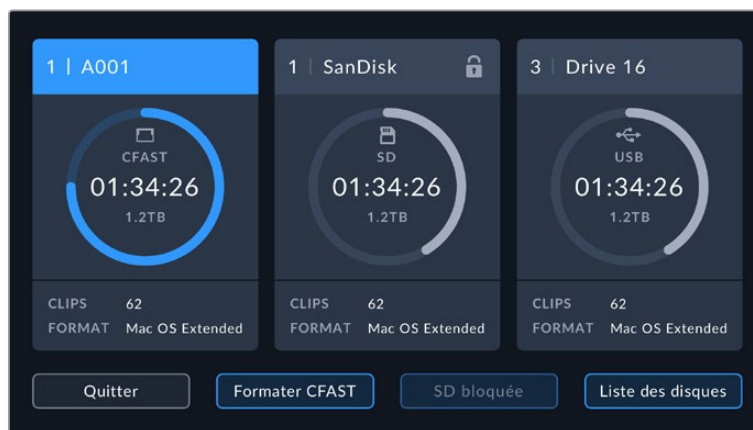 1 | A001
CFAST
01:34:26
1.2TB
CLIPS 62
FORMAT Mac OS Extended
1 | SanDisk
SD
01:34:26
1.2TB
CLIPS 62
FORMAT Mac OS Extended
3 | Drive 16
USB
01:34:26
1.2TB
CLIPS 62
FORMAT Mac OS Extended
Quitter
Formater CFAST
SD bloquée
Liste des disques